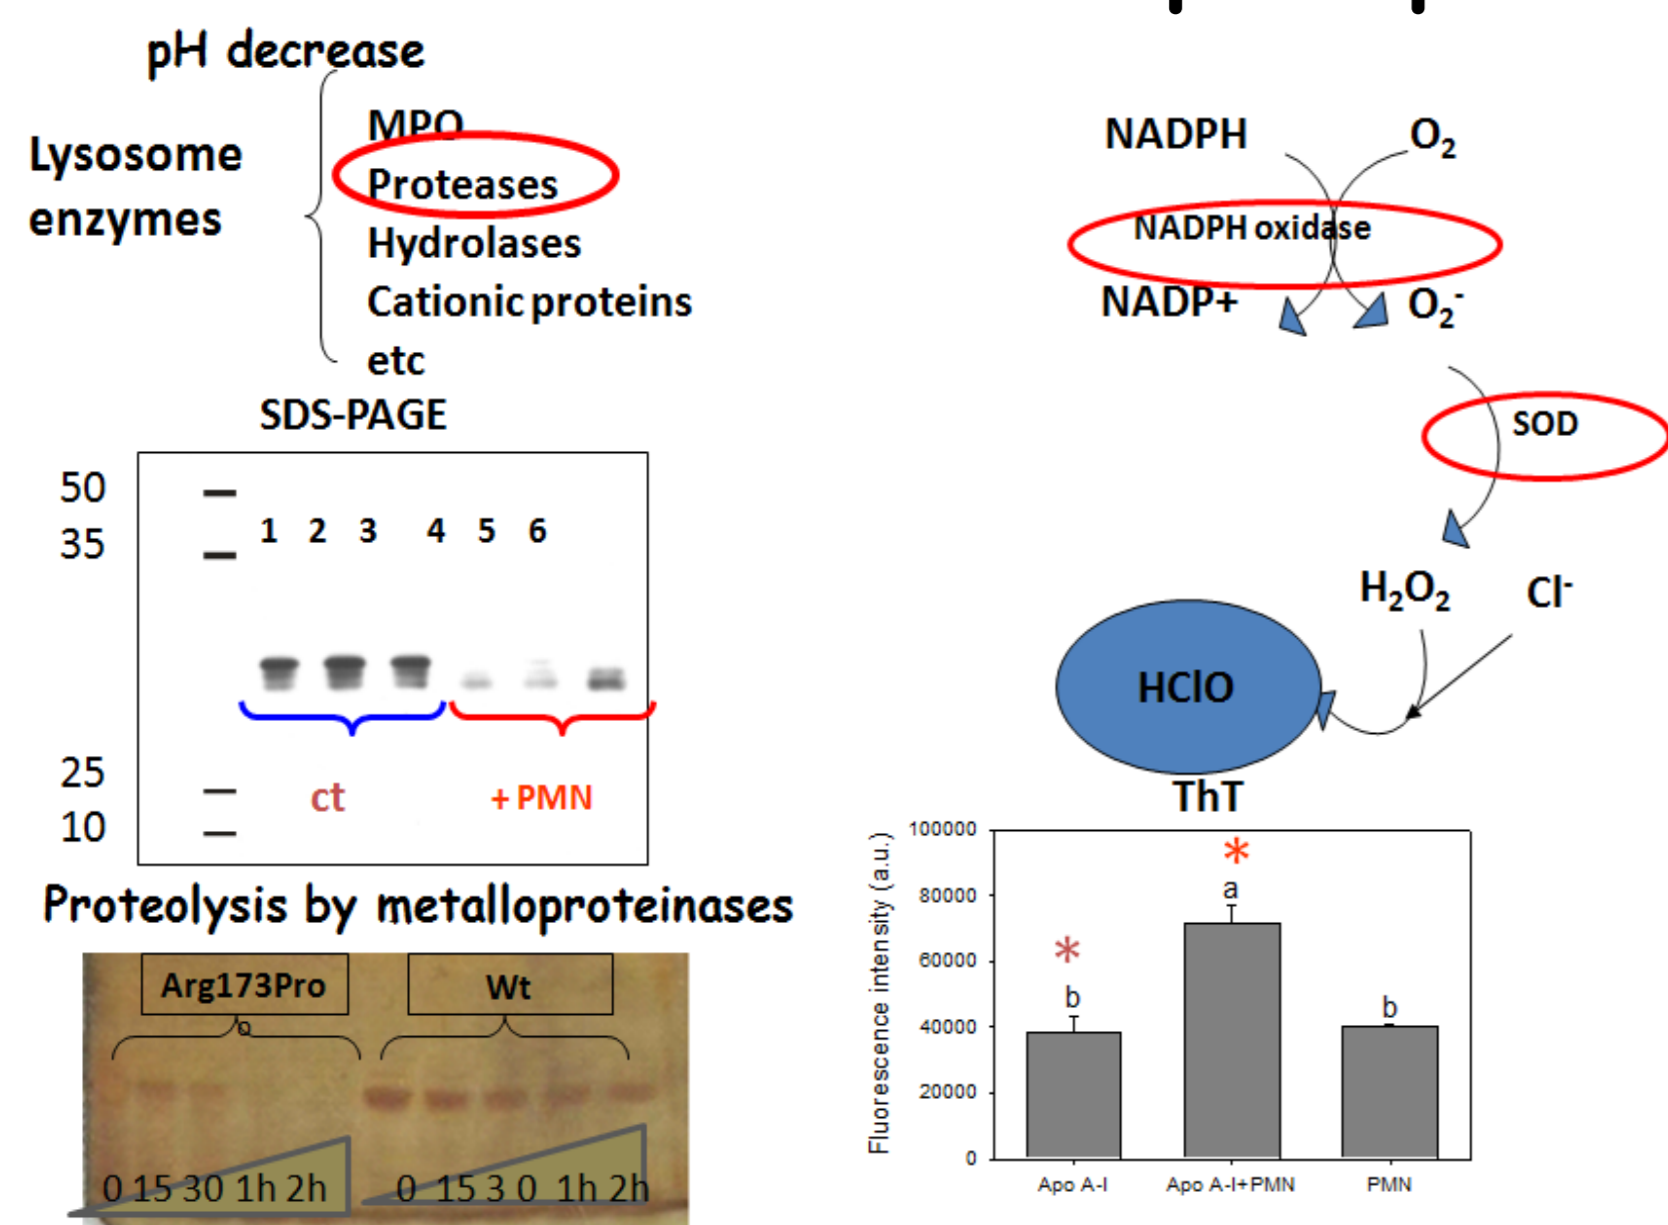 pH decrease
Lysosome
enzymes
MPO
Proteases
Hydrolases
Cationic proteins
etc
SDS-PAGE
50
35
1 2 3 4 5 6
25
10
ct
+ PMN
Proteolysis by metalloproteinases
Arg173Pro
o
Wt
0 15 30 1h 2h
0 15 3 0 1h 2h
NADPH
O₂
NADPH oxidase
NADP+
O₂⁻
SOD
H₂O₂
Cl⁻
HClO
ThT
Fluorescence intensity (a.u.)
100000
80000
60000
40000
20000
0
*
b
*
a
b
Apo A-I
Apo A-I+PMN
PMN